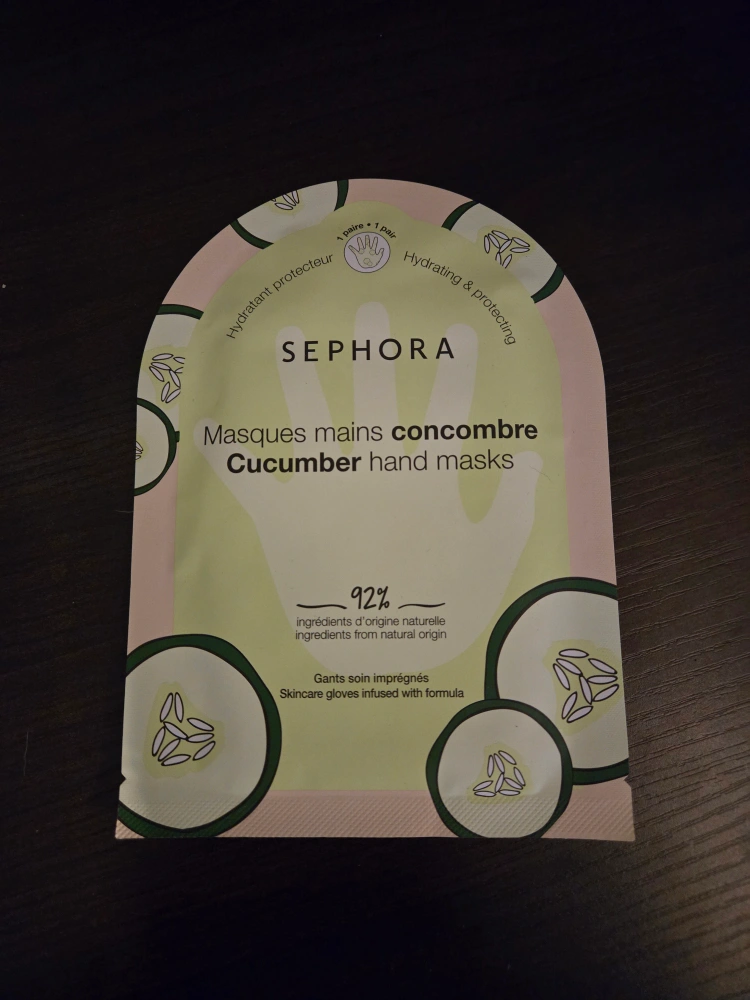 1 paire • 1 pair
Hydratant protecteur
Hydrating & protecting
SEPHORA
Masques mains concombre
Cucumber hand masks
92%
ingrédients d'origine naturelle
ingredients from natural origin
Gants soin imprégnés
Skincare gloves infused with formula